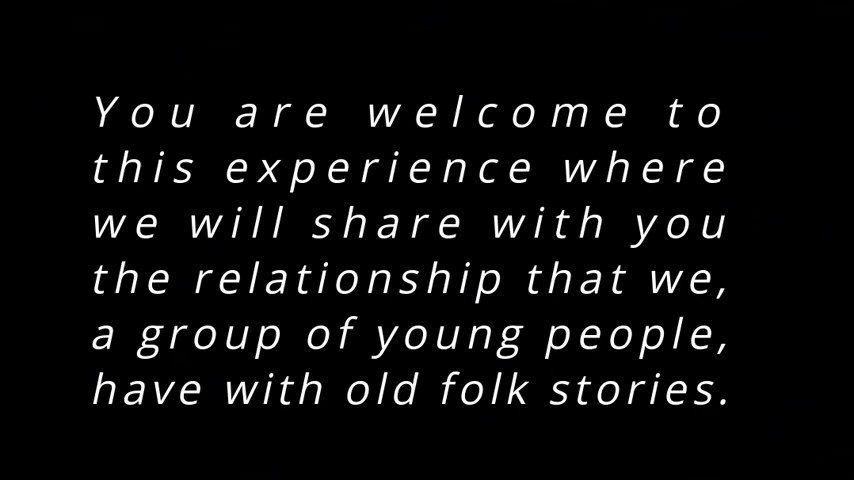 You are welcome to
this experience where
we will share with you
the relationship that we,
a group of young people,
have with old folk stories.